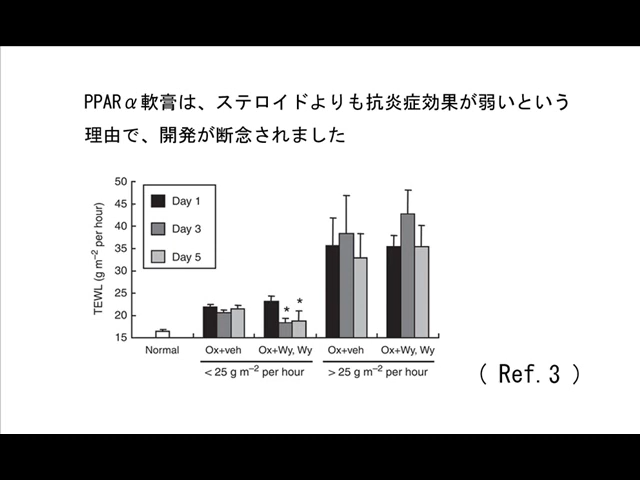 PPARα軟膏は、ステロイドよりも抗炎症効果が弱いという
理由で、開発が断念されました
50
45
40
35
30
25
20
15
TEWL (g m⁻² per hour)
Day 1
Day 3
Day 5
* *
Normal Ox+veh Ox+Wy, Wy Ox+veh Ox+Wy, Wy
< 25 g m⁻² per hour > 25 g m⁻² per hour
( Ref. 3 )